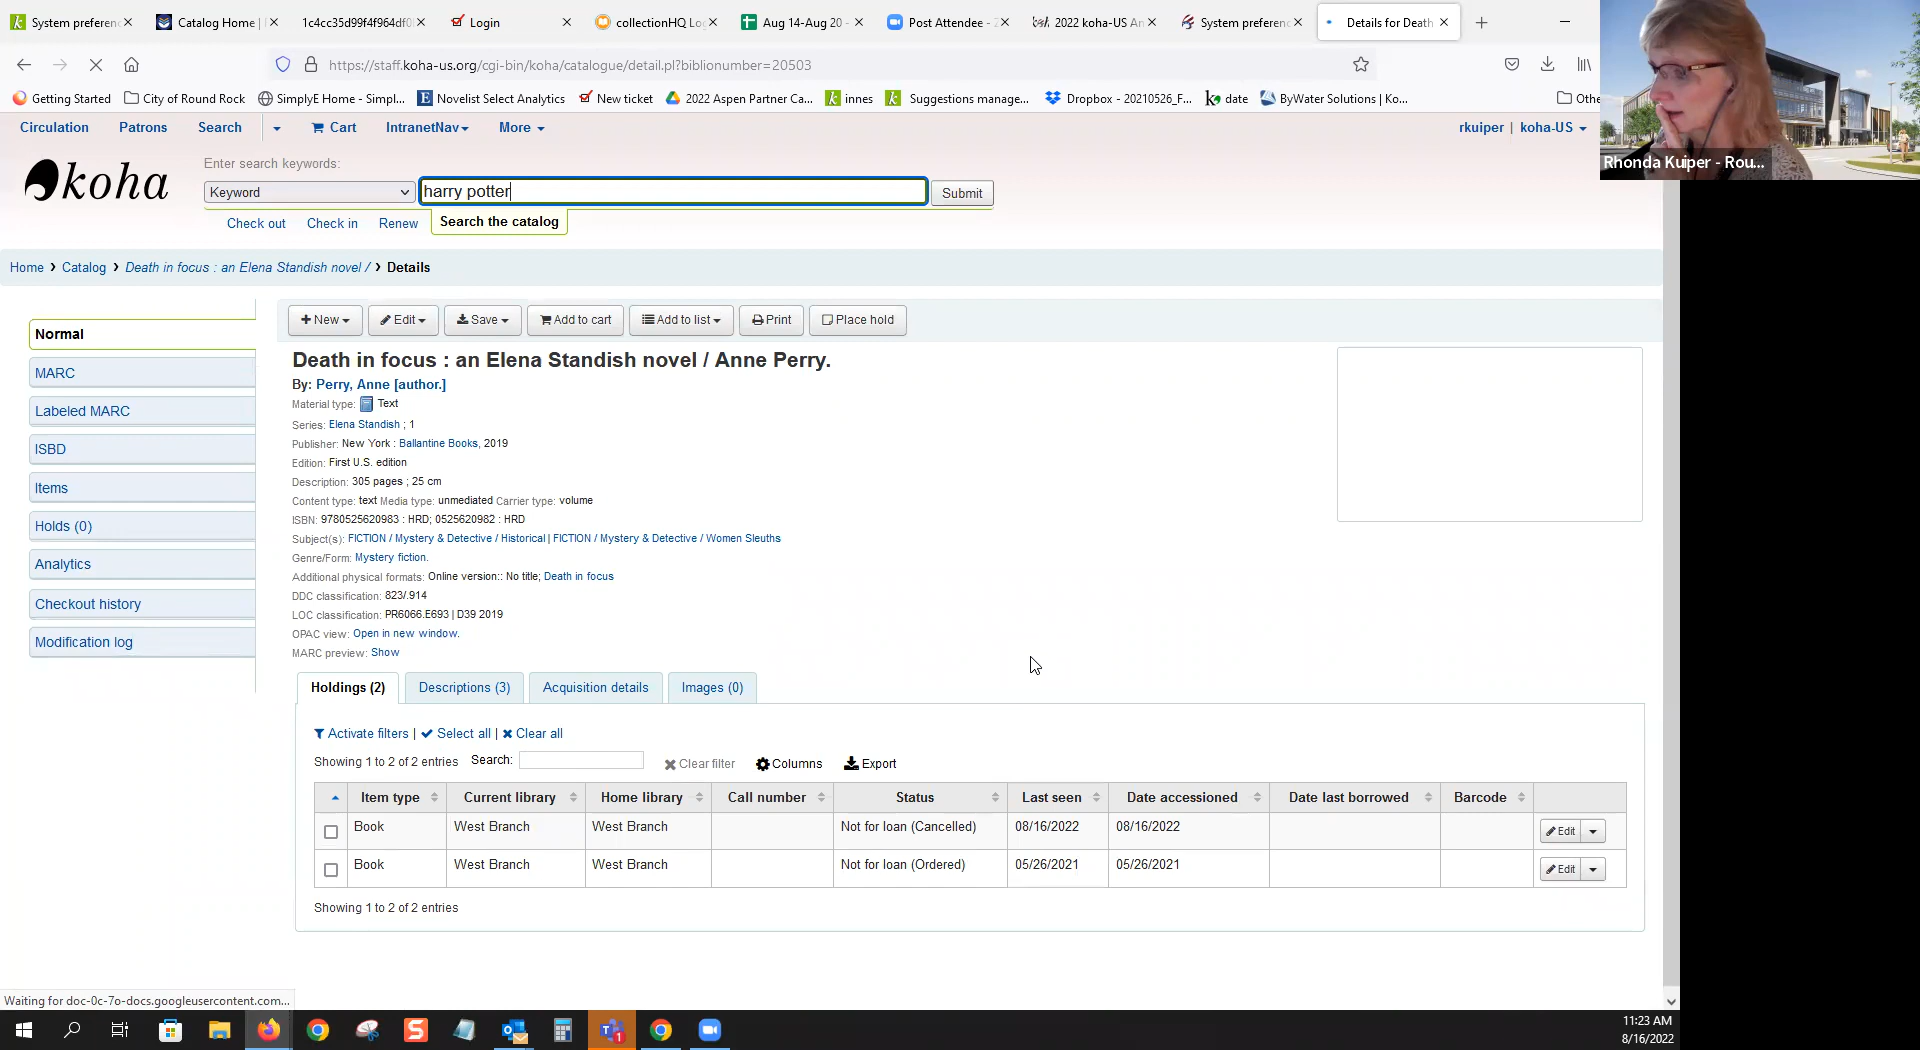 System preferenc
Catalog Home |
1c4cc35d99f4f964df0
Login
collectionHQ Lo
Aug 14-Aug 20 -
Post Attendee -
2022 koha-US An
System preferenc
Details for Death
https://staff.koha-us.org/cgi-bin/koha/catalogue/detail.pl?biblionumber=20503
Getting Started
City of Round Rock
SimplyE Home - Simpl...
Novelist Select Analytics
New ticket
2022 Aspen Partner Ca...
innes
Suggestions manage...
Dropbox - 20210526_F...
date
ByWater Solutions | Ko...
Othe
Circulation Patrons Search Cart IntranetNav More
rkuiper | koha-US
Rhonda Kuiper - Rou...
koha
Enter search keywords:
Keyword
harry potter
Submit
Check out Check in Renew Search the catalog
Home › Catalog › Death in focus : an Elena Standish novel / › Details
Normal
MARC
Labeled MARC
ISBD
Items
Holds (0)
Analytics
Checkout history
Modification log
New Edit Save Add to cart Add to list Print Place hold
Death in focus : an Elena Standish novel / Anne Perry.
By: Perry, Anne [author.]
Material type: Text
Series: Elena Standish ; 1
Publisher: New York : Ballantine Books, 2019
Edition: First U.S. edition
Description: 305 pages ; 25 cm
Content type: text Media type: unmediated Carrier type: volume
ISBN: 9780525620983 : HRD; 0525620982 : HRD
Subject(s): FICTION / Mystery & Detective / Historical | FICTION / Mystery & Detective / Women Sleuths
Genre/Form: Mystery fiction.
Additional physical formats: Online version:: No title; Death in focus
DDC classification: 823/.914
LOC classification: PR6066.E693 | D39 2019
OPAC view: Open in new window.
MARC preview: Show
Holdings (2) Descriptions (3) Acquisition details Images (0)
Activate filters | Select all | Clear all
Showing 1 to 2 of 2 entries Search: Clear filter Columns Export
Item type Current library Home library Call number Status Last seen Date accessioned Date last borrowed Barcode
Book West Branch West Branch Not for loan (Cancelled) 08/16/2022 08/16/2022 Edit
Book West Branch West Branch Not for loan (Ordered) 05/26/2021 05/26/2021 Edit
Showing 1 to 2 of 2 entries
Waiting for doc-0c-7o-docs.googleusercontent.com...
1
11:23 AM
8/16/2022